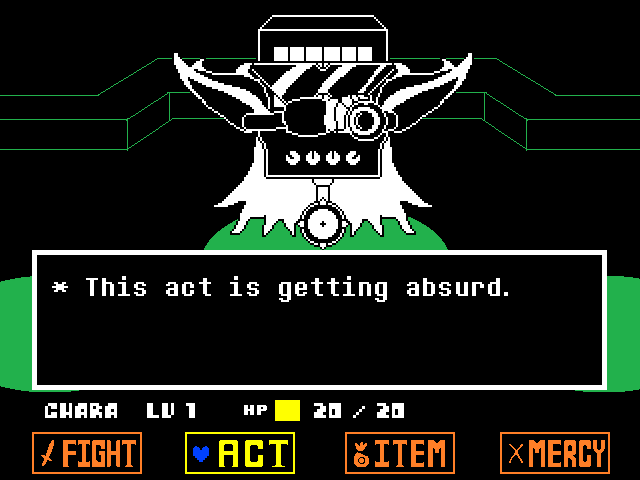 * This act is getting absurd.
CHARA LV 1 HP 20 / 20
FIGHT ACT ITEM MERCY